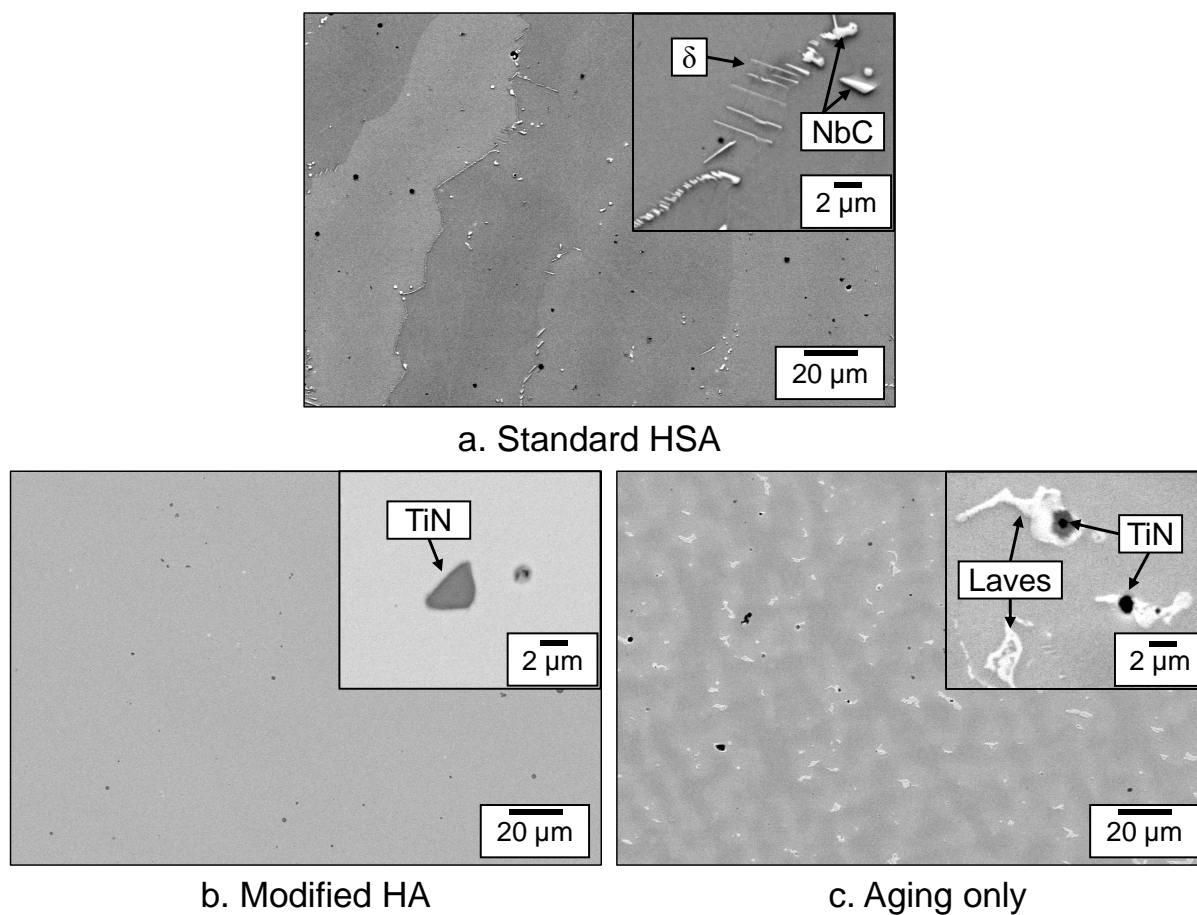 δ
NbC
2 µm
20 µm
a. Standard HSA
TiN
2 µm
20 µm
b. Modified HA
TiN
Laves
2 µm
20 µm
c. Aging only